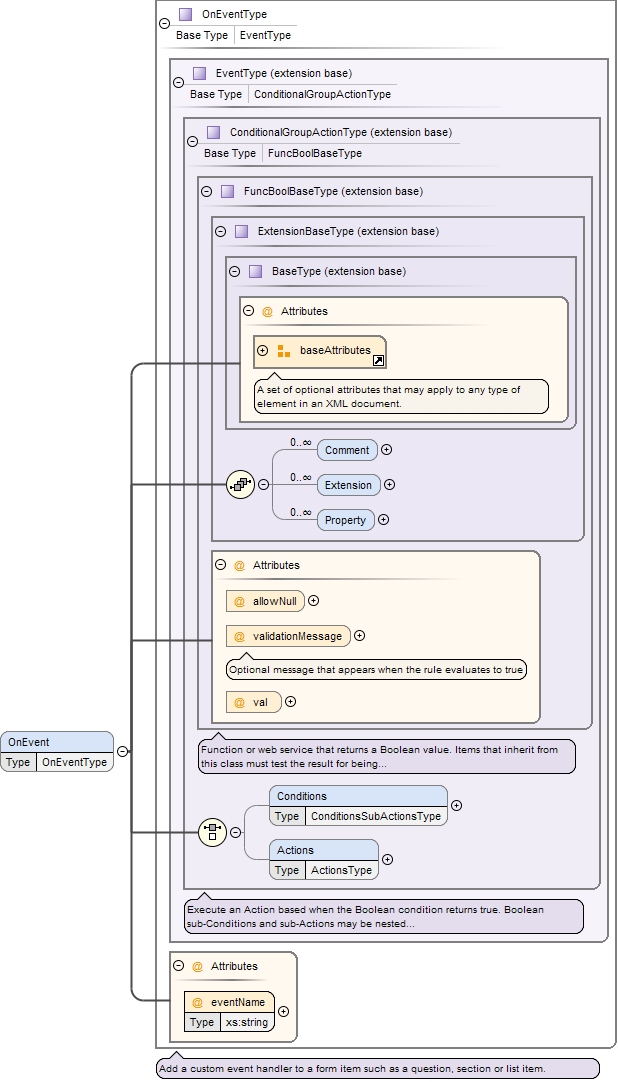 OnEventType
Base Type EventType
EventType (extension base)
Base Type ConditionalGroupActionType
ConditionalGroupActionType (extension base)
Base Type FuncBoolBaseType
FuncBoolBaseType (extension base)
ExtensionBaseType (extension base)
BaseType (extension base)
@ Attributes
baseAttributes
A set of optional attributes that may apply to any type of
element in an XML document.
0..∞ Comment
0..∞ Extension
0..∞ Property
@ Attributes
@ allowNull
@ validationMessage
Optional message that appears when the rule evaluates to true
@ val
OnEvent
Type OnEventType
Function or web service that returns a Boolean value. Items that inherit from
this class must test the result for being...
Conditions
Type ConditionsSubActionsType
Actions
Type ActionsType
Execute an Action based when the Boolean condition returns true. Boolean
sub-Conditions and sub-Actions may be nested...
@ Attributes
@ eventName
Type xs:string
Add a custom event handler to a form item such as a question, section or list item.